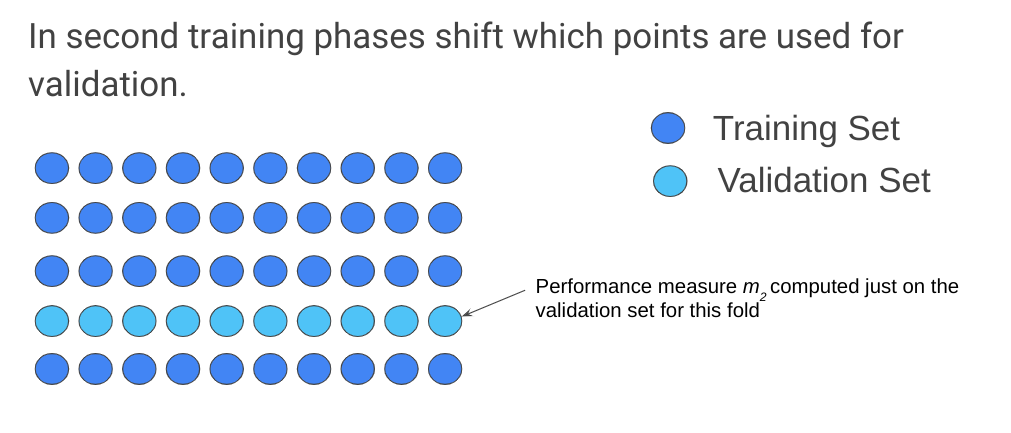 In second training phases shift which points are used for
validation.
Training Set
Validation Set
Performance measure m2 computed just on the
validation set for this fold